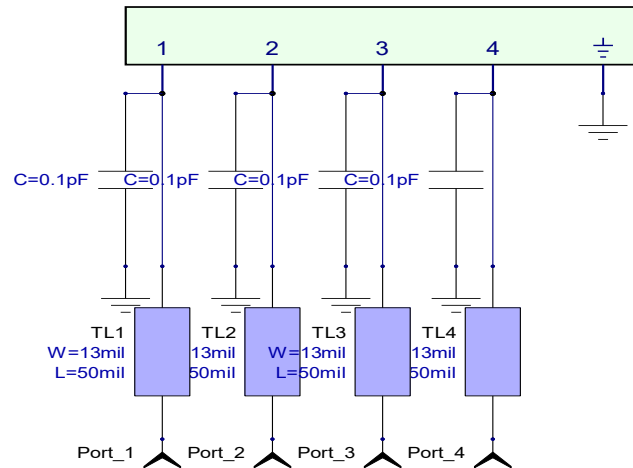 1 2 3 4
C=0.1pF C=0.1pF C=0.1pF C=0.1pF
TL1 TL2 TL3 TL4
W=13mil 13mil W=13mil 13mil
L=50mil 50mil L=50mil 50mil
Port_1 Port_2 Port_3 Port_4